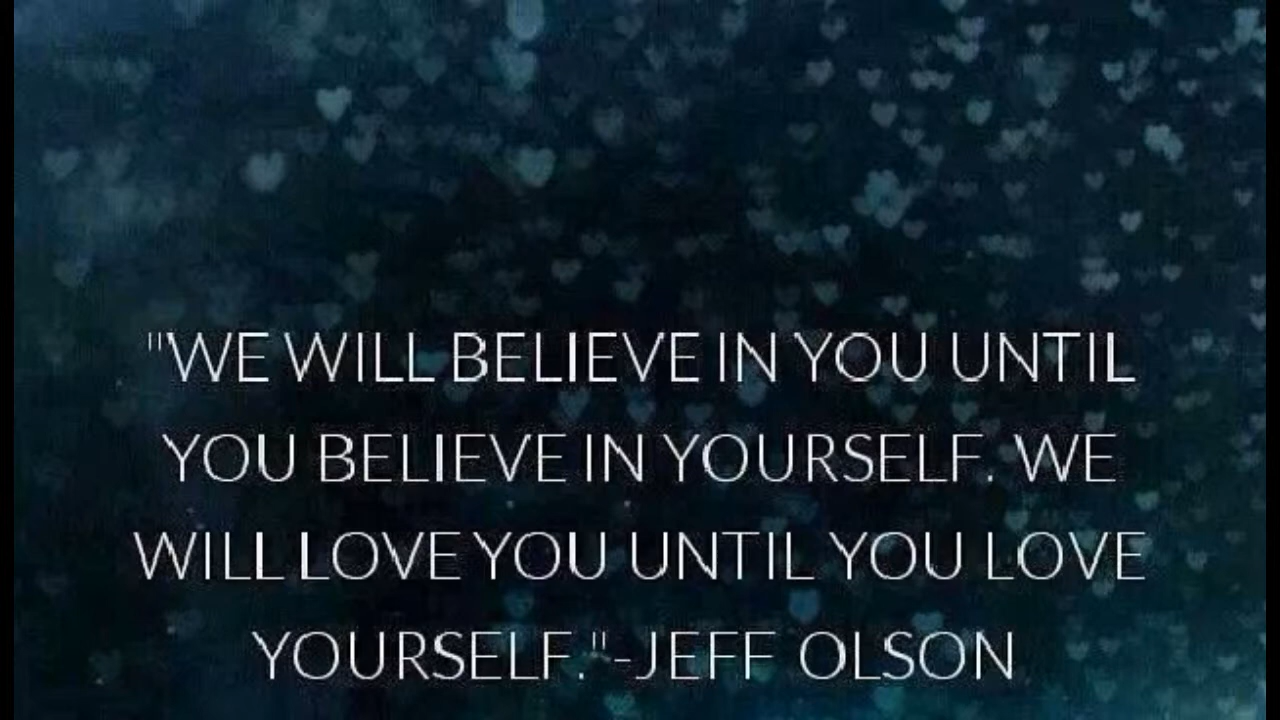 "WE WILL BELIEVE IN YOU UNTIL
YOU BELIEVE IN YOURSELF. WE
WILL LOVE YOU UNTIL YOU LOVE
YOURSELF."-JEFF OLSON